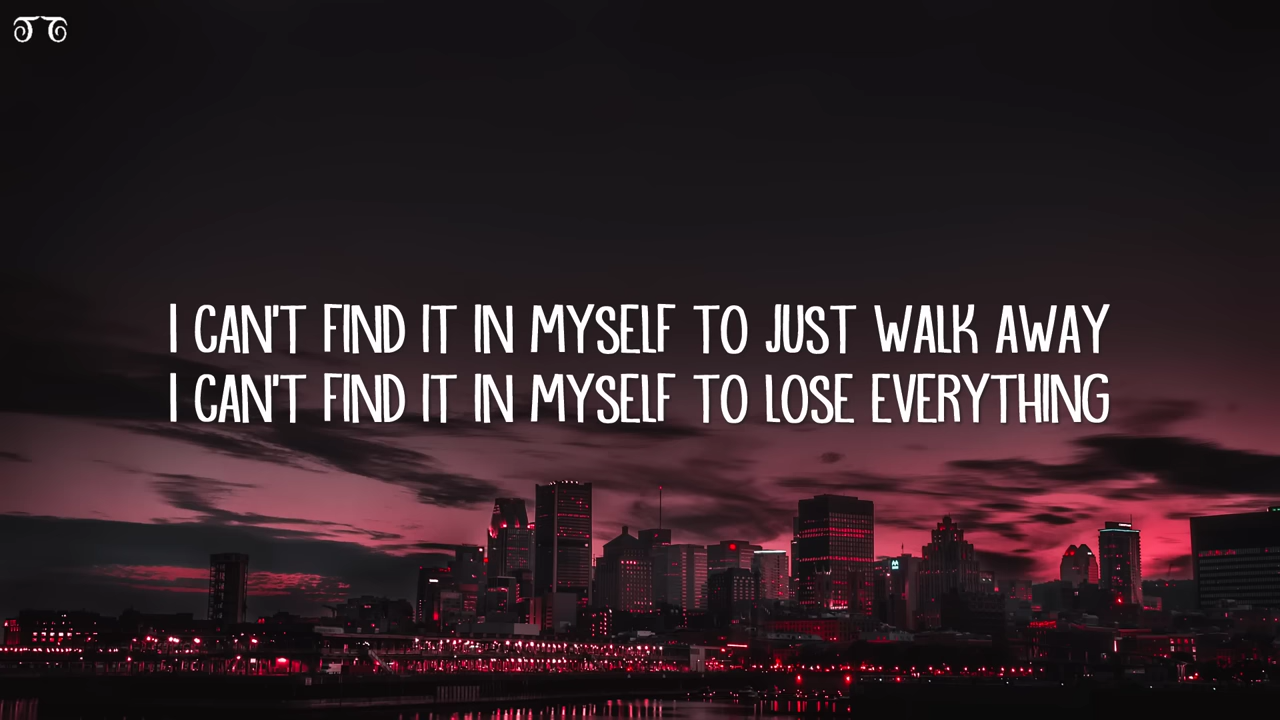 I CAN'T FIND IT IN MYSELF TO JUST WALK AWAY
I CAN'T FIND IT IN MYSELF TO LOSE EVERYTHING